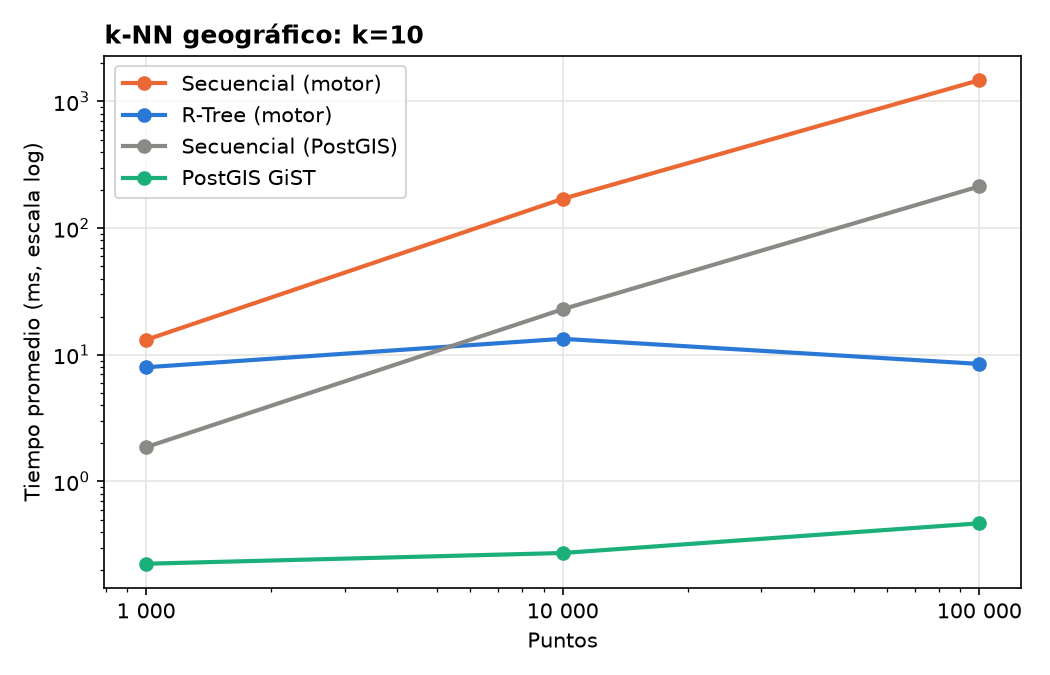 k-NN geográfico: k=10
Secuencial (motor)
R-Tree (motor)
Secuencial (PostGIS)
PostGIS GiST
Tiempo promedio (ms, escala log)
10³
10²
10¹
10⁰
1 000
10 000
100 000
Puntos